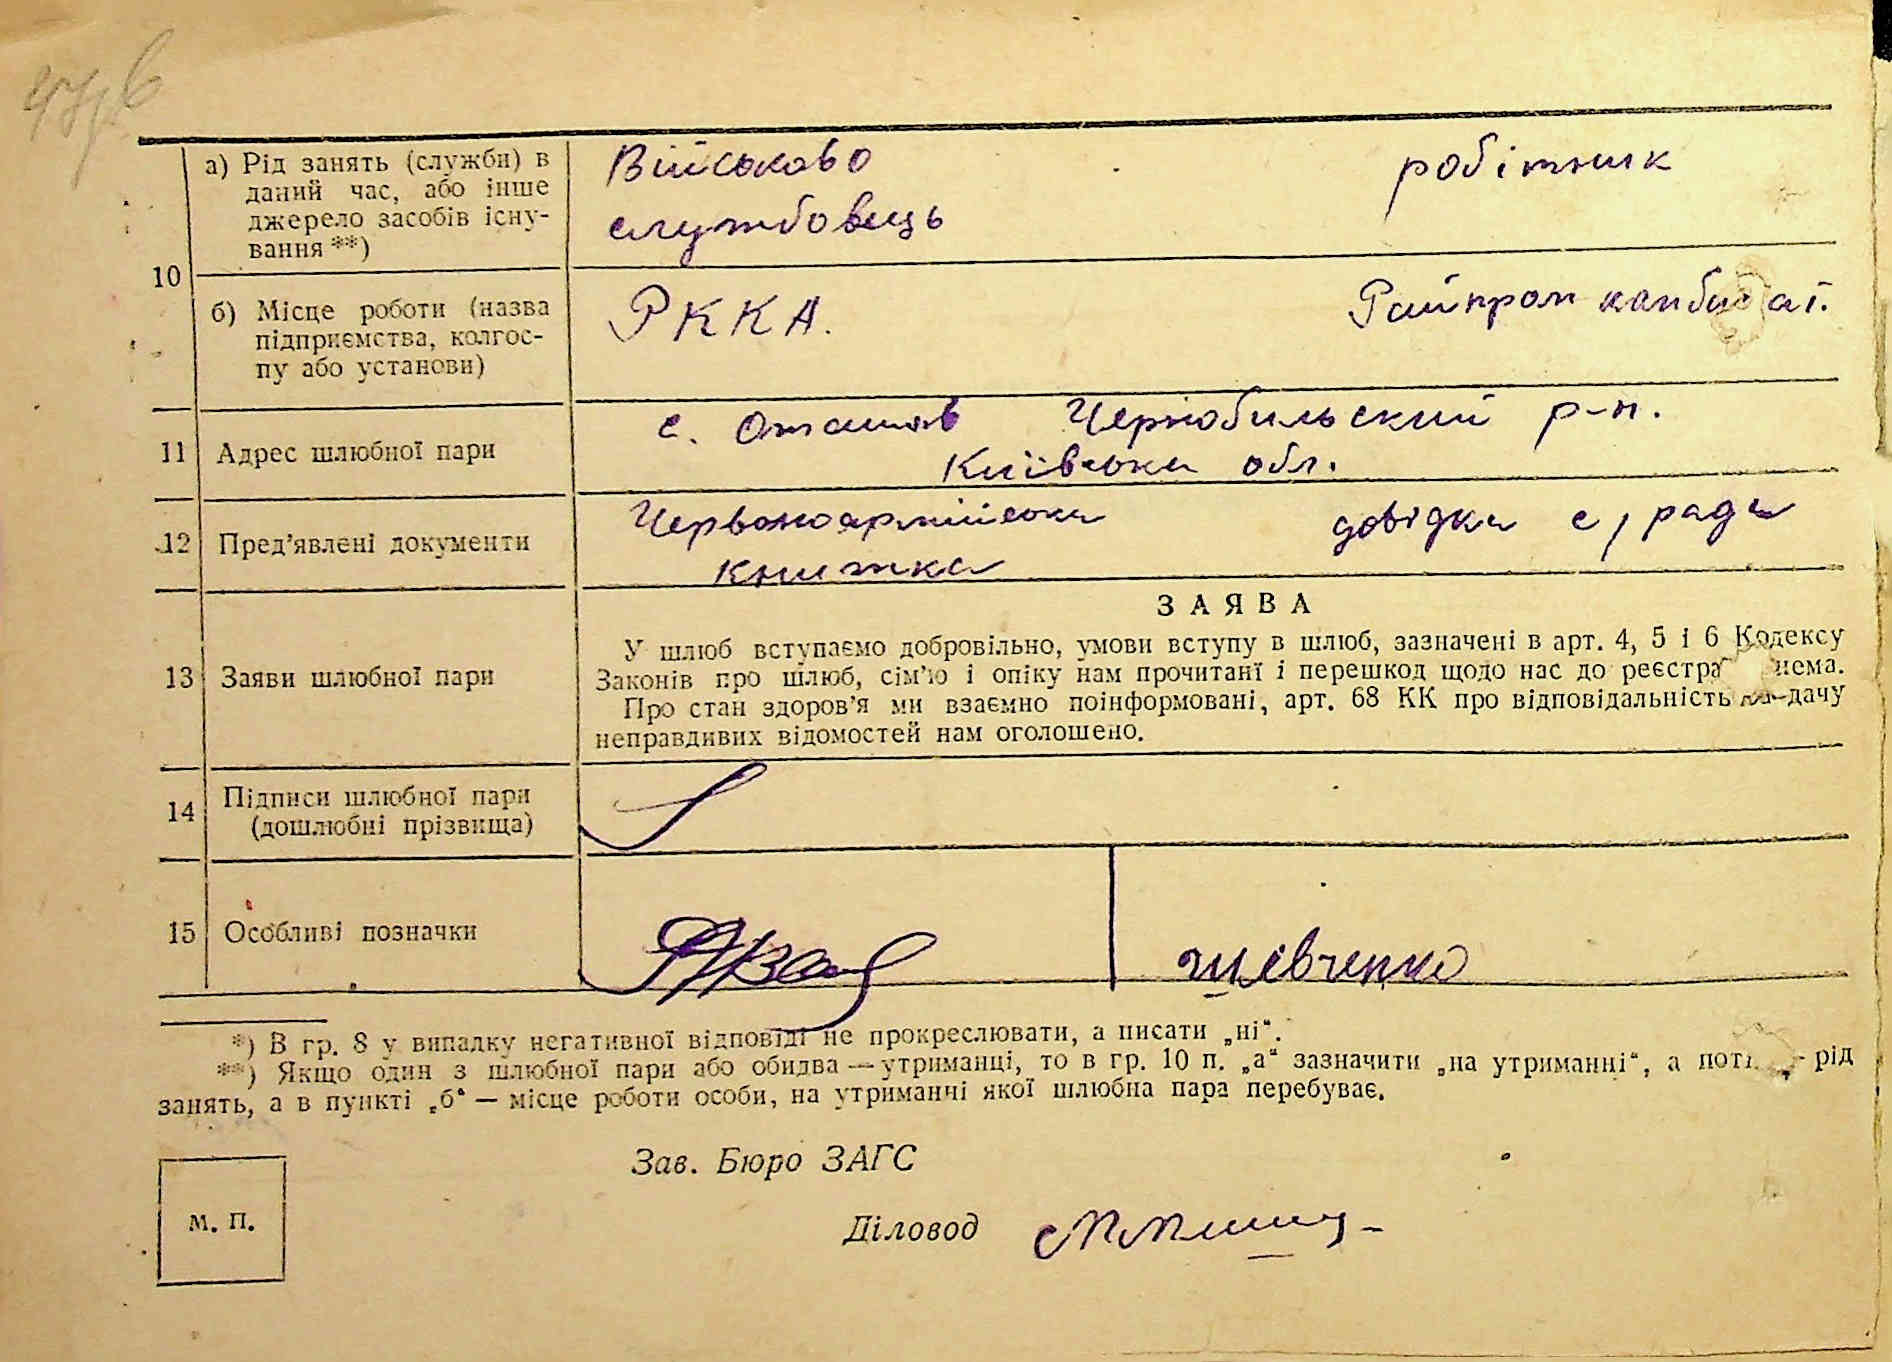 10
а) Рід занять (служби) в
даний час, або інше
джерело засобів існу-
вання **)
Військово
службовець
робітник
б) Місце роботи (назва
підприємства, колгос-
пу або установи)
РККА.
Райпром канбинат.
11 Адрес шлюбної пари
с. Оташів Чернобильський р-н.
Київська обл.
12 Пред'явлені документи
Червоноармійська
книжка
довідка с/ради
13 Заяви шлюбної пари
ЗАЯВА
У шлюб вступаємо добровільно, умови вступу в шлюб, зазначені в арт. 4, 5 і 6 Кодексу
Законів про шлюб, сім'ю і опіку нам прочитані і перешкод щодо нас до реєстра нема.
Про стан здоров'я ми взаємно поінформовані, арт. 68 КК про відповідальність дачу
неправдивих відомостей нам оголошено.
14 Підписи шлюбної пари
(дошлюбні прізвища)
15 Особливі позначки
Шевченко
*) В гр. 8 у випадку негативної відповіді не прокреслювати, а писати „ні“.
**) Якщо один з шлюбної пари або обидва — утриманці, то в гр. 10 п. „а“ зазначити „на утриманні“, а поті - рід
занять, а в пункті „б“ — місце роботи особи, на утриманні якої шлюбна пара перебуває.
Зав. Бюро ЗАГС
Діловод
м. п.